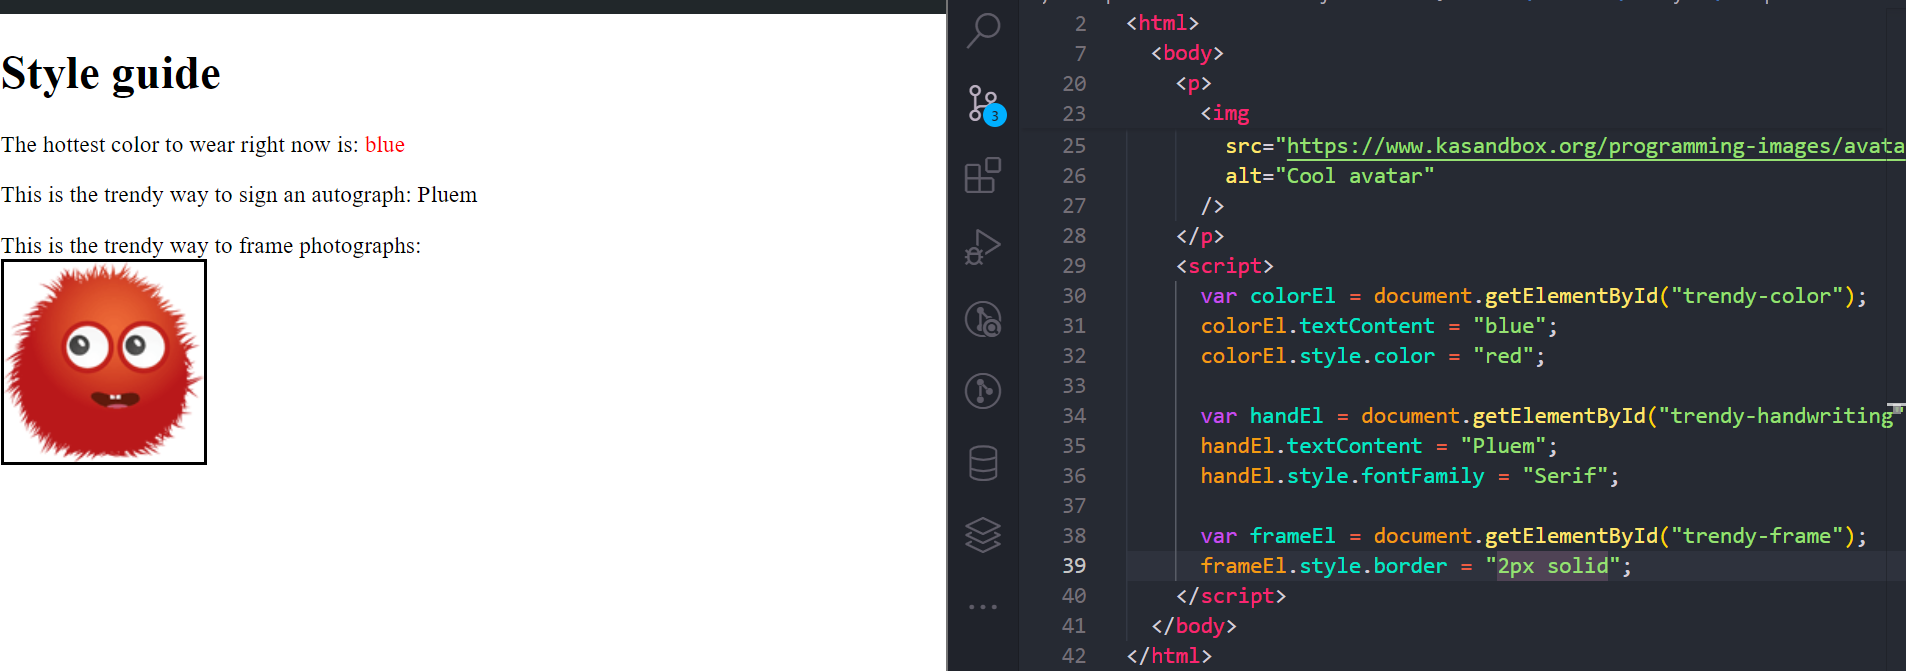 Style guide
The hottest color to wear right now is: blue
This is the trendy way to sign an autograph: Pluem
This is the trendy way to frame photographs:
3
2 <html>
7 <body>
20 <p>
23 <img
25 src="https://www.kasandbox.org/programming-images/avata
26 alt="Cool avatar"
27 />
28 </p>
29 <script>
30 var colorEl = document.getElementById("trendy-color");
31 colorEl.textContent = "blue";
32 colorEl.style.color = "red";
33
34 var handEl = document.getElementById("trendy-handwriting"
35 handEl.textContent = "Pluem";
36 handEl.style.fontFamily = "Serif";
37
38 var frameEl = document.getElementById("trendy-frame");
39 frameEl.style.border = "2px solid";
40 </script>
41 </body>
42 </html>